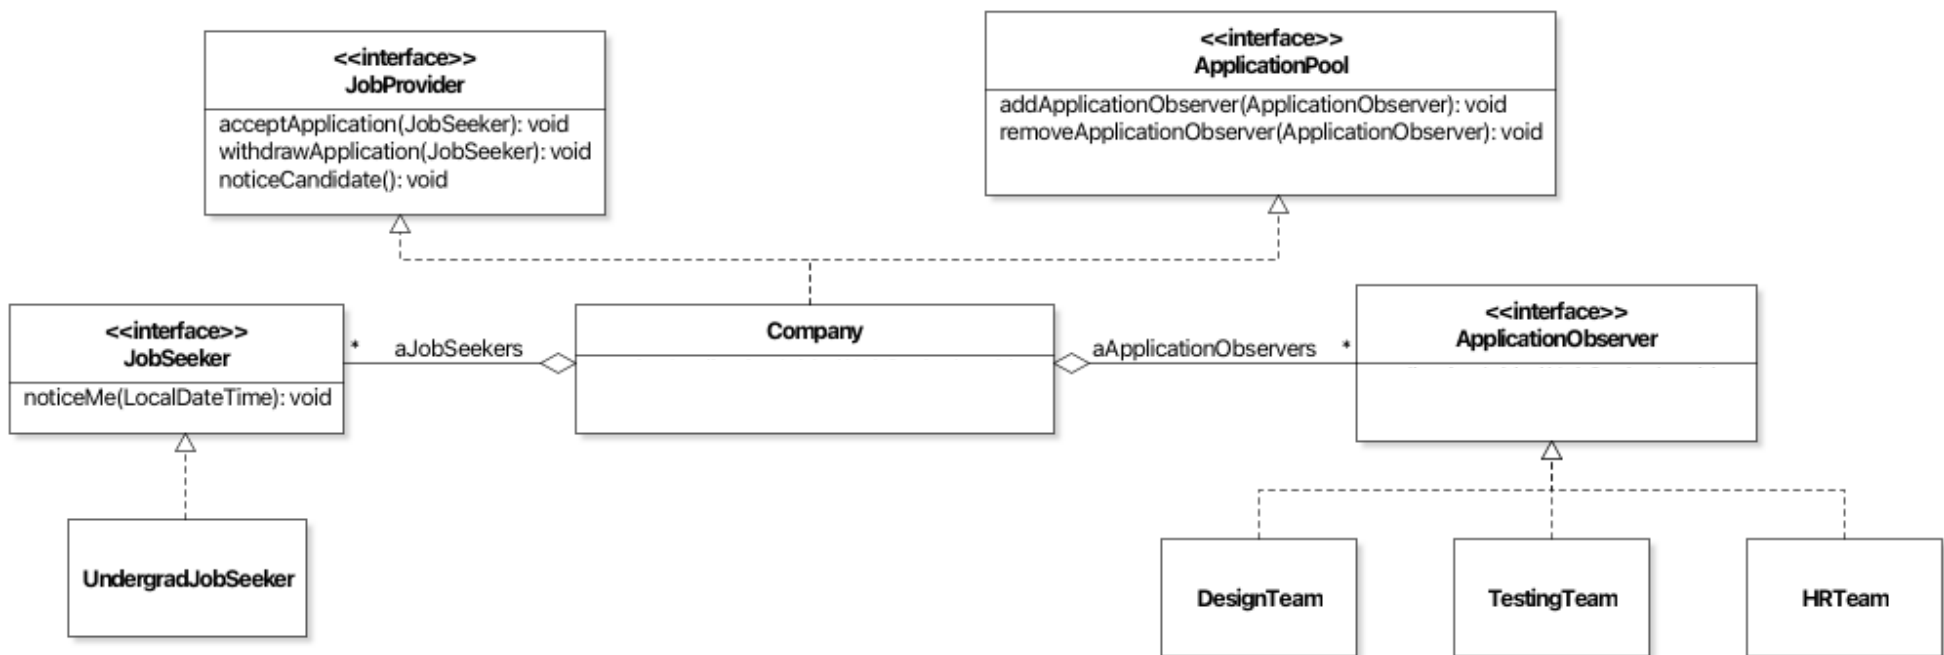 <<interface>>
JobProvider
acceptApplication(JobSeeker): void
withdrawApplication(JobSeeker): void
noticeCandidate(): void
<<interface>>
ApplicationPool
addApplicationObserver(ApplicationObserver): void
removeApplicationObserver(ApplicationObserver): void
<<interface>>
JobSeeker
noticeMe(LocalDateTime): void
* aJobSeekers
Company
aApplicationObservers *
<<interface>>
ApplicationObserver
UndergradJobSeeker
DesignTeam
TestingTeam
HRTeam